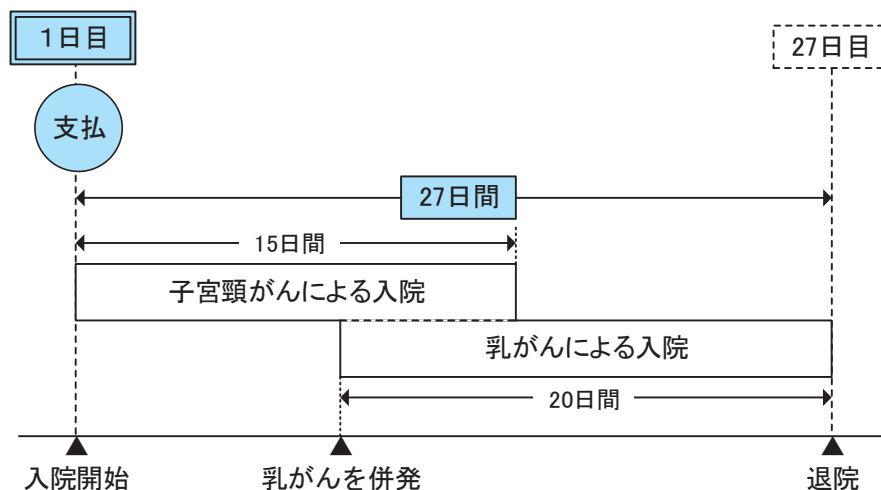 1日目
27日目
支払
27日間
15日間
子宮頸がんによる入院
乳がんによる入院
20日間
入院開始
乳がんを併発
退院